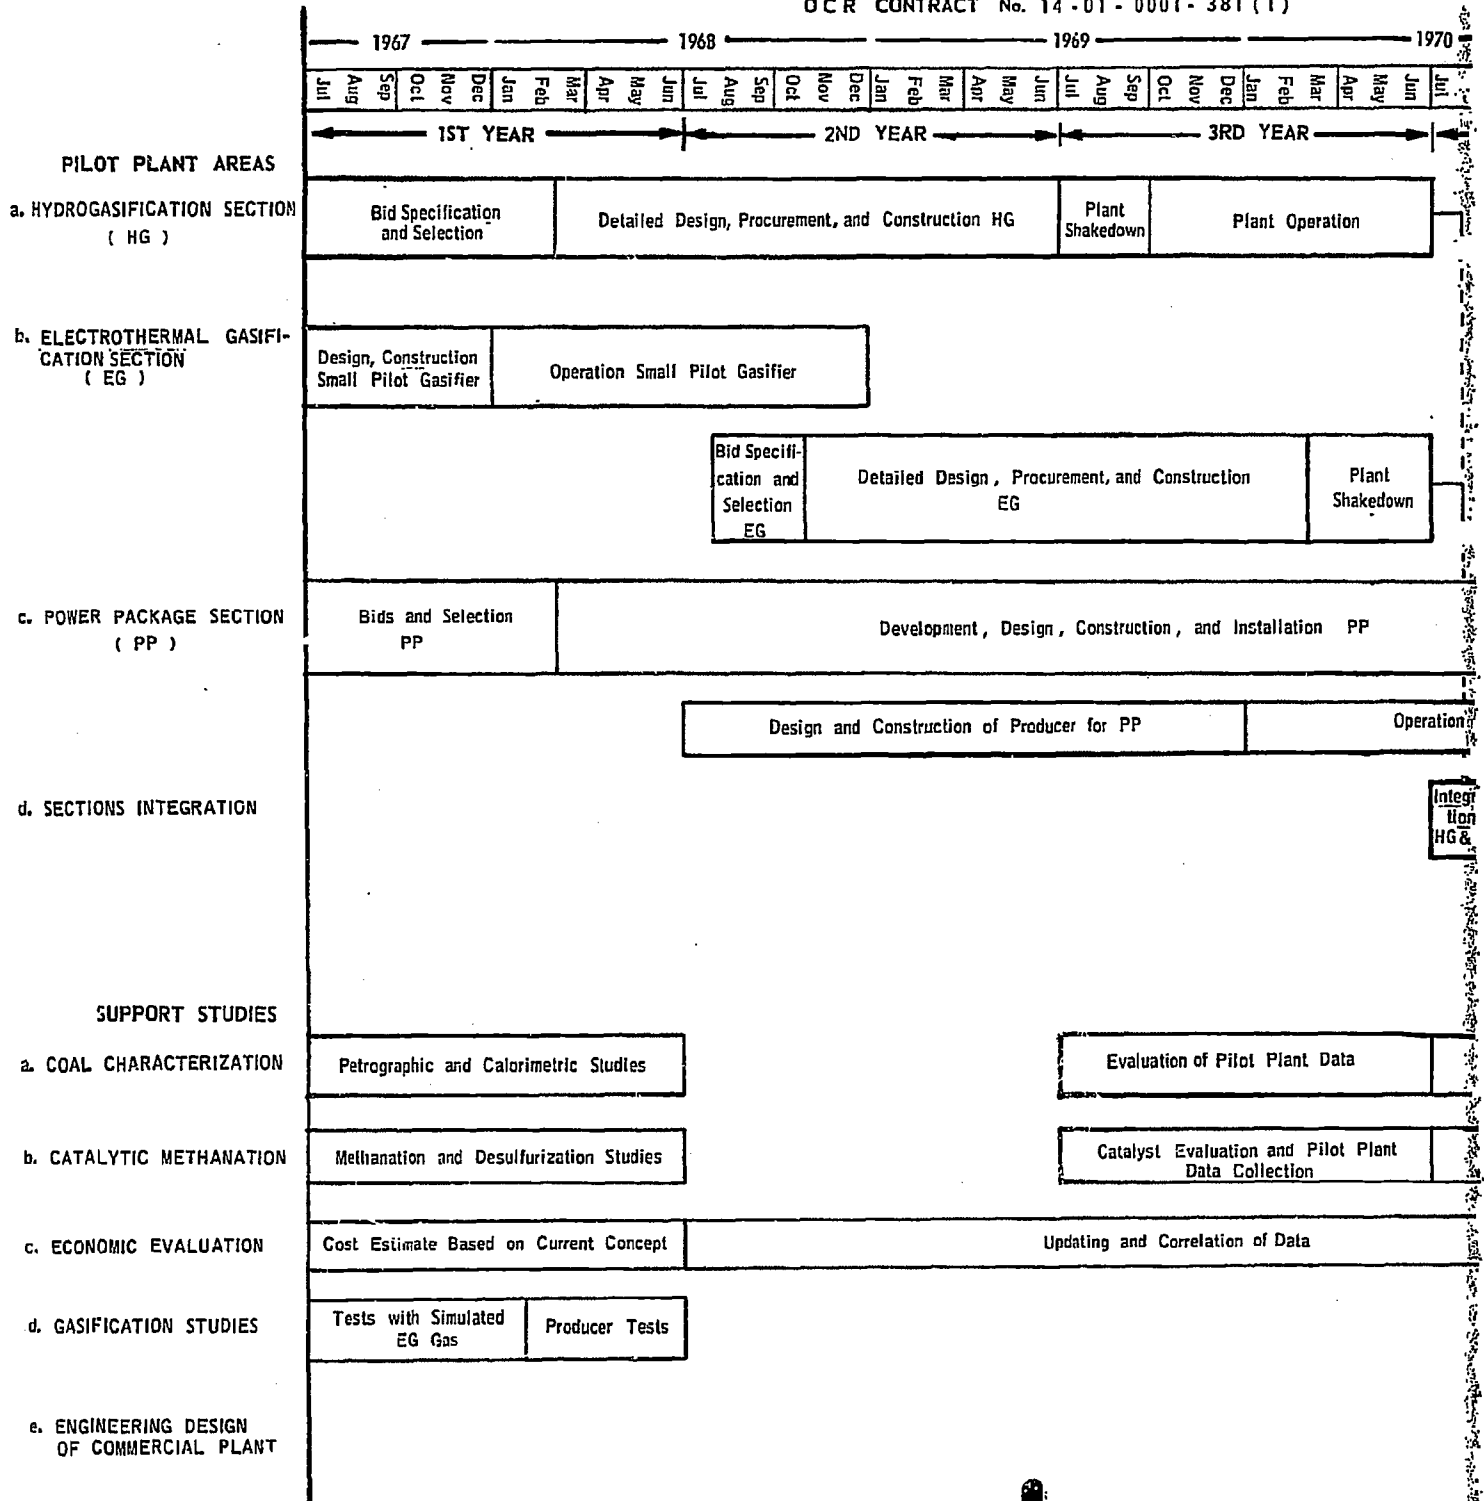 OCR CONTRACT No. 14-01-0001-381(1)
1967 1968 1969 1970
Jul Aug Sep Oct Nov Dec Jan Feb Mar Apr May Jun Jul Aug Sep Oct Nov Dec Jan Feb Mar Apr May Jun Jul Aug Sep Oct Nov Dec Jan Feb Mar Apr May Jun Jul
1ST YEAR 2ND YEAR 3RD YEAR
PILOT PLANT AREAS
a. HYDROGASIFICATION SECTION
( HG )
Bid Specification
and Selection
Detailed Design, Procurement, and Construction HG
Plant
Shakedown
Plant Operation
b. ELECTROTHERMAL GASIFI-
CATION SECTION
( EG )
Design, Construction
Small Pilot Gasifier
Operation Small Pilot Gasifier
Bid Specifi-
cation and
Selection
EG
Detailed Design, Procurement, and Construction
EG
Plant
Shakedown
c. POWER PACKAGE SECTION
( PP )
Bids and Selection
PP
Development, Design, Construction, and Installation PP
Design and Construction of Producer for PP
Operation
d. SECTIONS INTEGRATION
Integr
tion
HG &
SUPPORT STUDIES
a. COAL CHARACTERIZATION
Petrographic and Calorimetric Studies
Evaluation of Pilot Plant Data
b. CATALYTIC METHANATION
Methanation and Desulfurization Studies
Catalyst Evaluation and Pilot Plant
Data Collection
c. ECONOMIC EVALUATION
Cost Estimate Based on Current Concept
Updating and Correlation of Data
d. GASIFICATION STUDIES
Tests with Simulated
EG Gas
Producer Tests
e. ENGINEERING DESIGN
OF COMMERCIAL PLANT